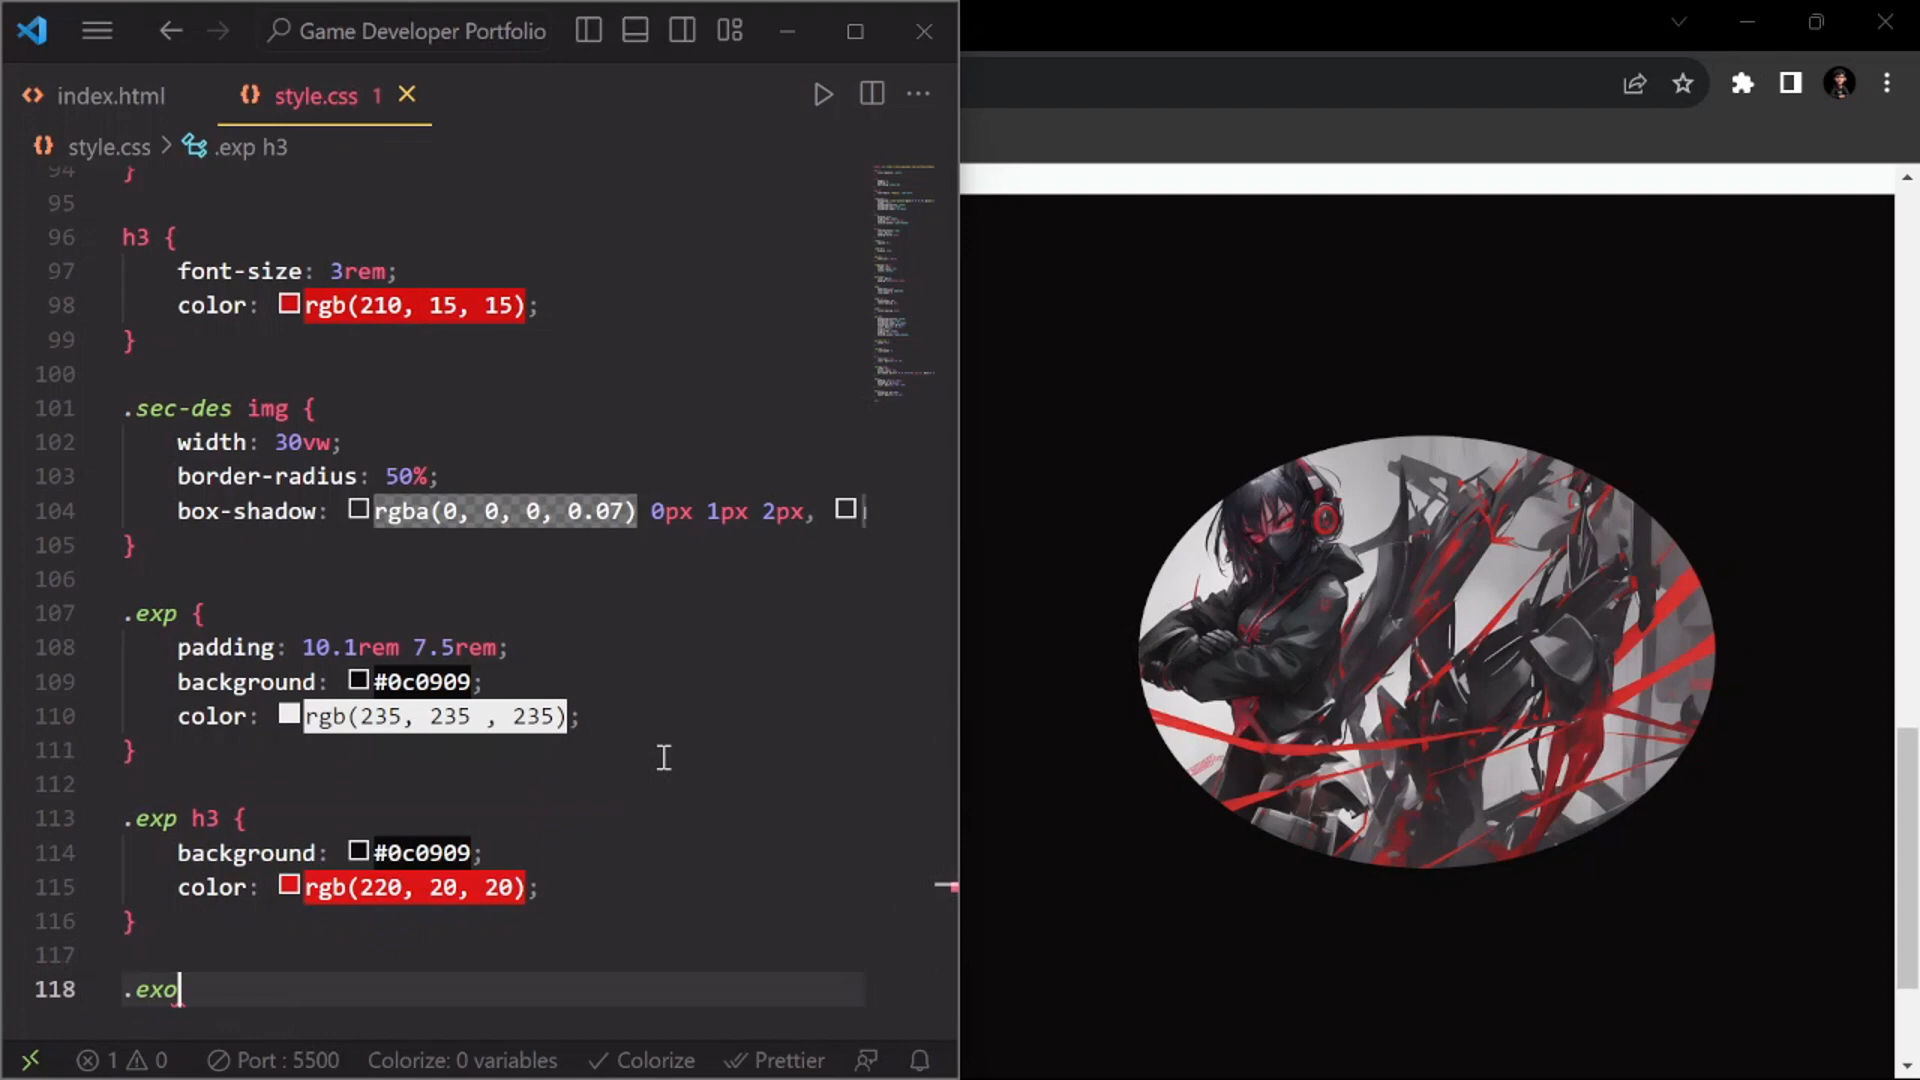 Game Developer Portfolio
index.html
style.css 1
style.css > .exp h3
94 }
95
96 h3 {
97 font-size: 3rem;
98 color: rgb(210, 15, 15);
99 }
100
101 .sec-des img {
102 width: 30vw;
103 border-radius: 50%;
104 box-shadow: rgba(0, 0, 0, 0.07) 0px 1px 2px,
105 }
106
107 .exp {
108 padding: 10.1rem 7.5rem;
109 background: #0c0909;
110 color: rgb(235, 235 , 235);
111 }
112
113 .exp h3 {
114 background: #0c0909;
115 color: rgb(220, 20, 20);
116 }
117
118 .exo
1 0 Port : 5500 Colorize: 0 variables Colorize Prettier